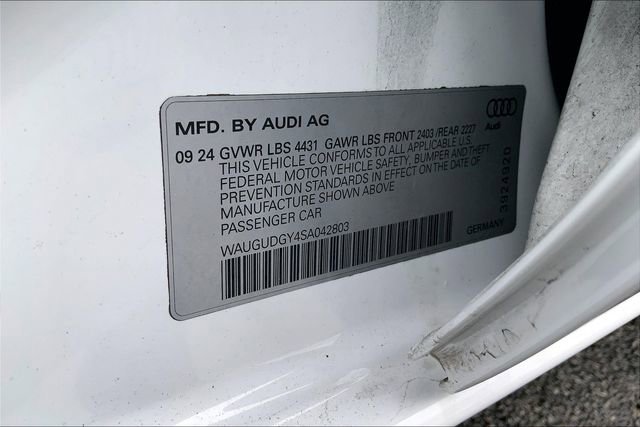 MFD. BY AUDI AG
Audi
09 24 GVWR LBS 4431 GAWR LBS FRONT 2403 /REAR 2227
THIS VEHICLE CONFORMS TO ALL APPLICABLE U.S.
FEDERAL MOTOR VEHICLE SAFETY, BUMPER AND THEFT
PREVENTION STANDARDS IN EFFECT ON THE DATE OF
MANUFACTURE SHOWN ABOVE
PASSENGER CAR
WAUGUDGY4SA042803
GERMANY
3924920